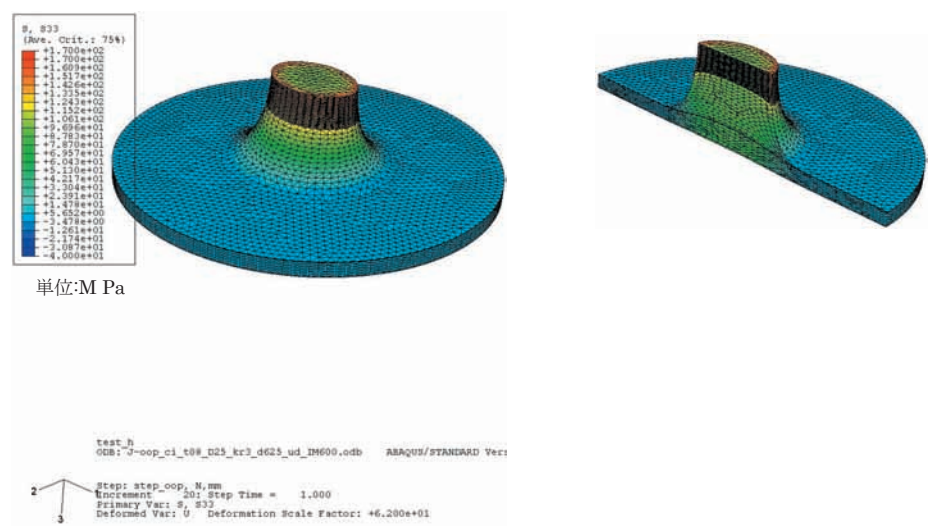 S, S33
(Ave. Crit.: 75%)
+1.700e+02
+1.700e+02
+1.609e+02
+1.517e+02
+1.426e+02
+1.335e+02
+1.243e+02
+1.152e+02
+1.061e+02
+9.696e+01
+8.783e+01
+7.870e+01
+6.957e+01
+6.043e+01
+5.130e+01
+4.217e+01
+3.304e+01
+2.391e+01
+1.478e+01
+5.652e+00
-3.478e+00
-1.261e+01
-2.174e+01
-3.087e+01
-4.000e+01
単位:M Pa
test_h
ODB: J-oop_ci_t08_D25_kr3_d625_ud_IM600.odb ABAQUS/STANDARD Vers
Step: step_oop, N,mm
Increment 20: Step Time = 1.000
Primary Var: S, S33
Deformed Var: U Deformation Scale Factor: +6.200e+01
2
1
3